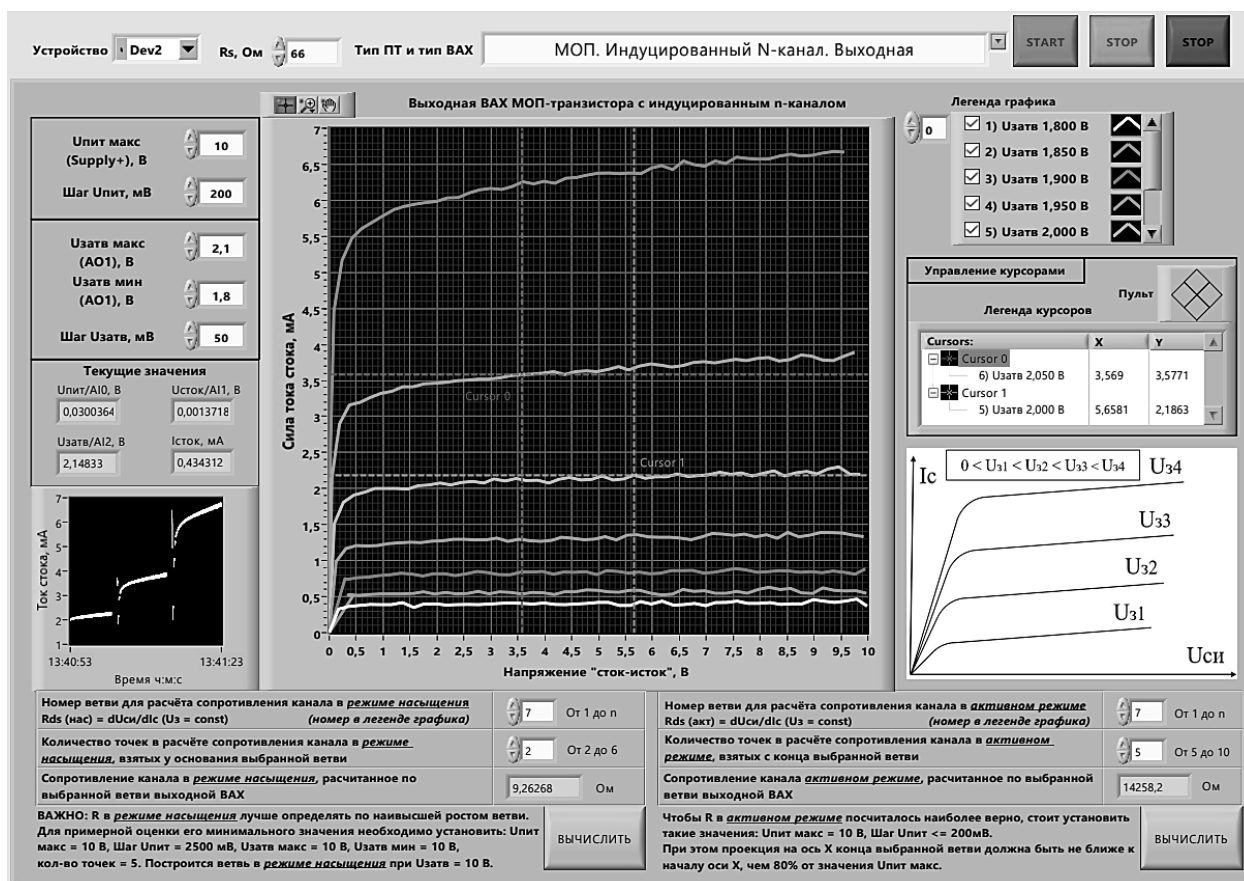 Устройство Dev2 Rs, Ом 66 Тип ПТ и тип ВАХ МОП. Индуцированный N-канал. Выходная START STOP STOP
Uпит макс
(Supply+), В
10
Шаг Uпит, мВ 200
Uзатв макс
(AO1), В
2,1
Uзатв мин
(AO1), В
1,8
Шаг Uзатв, мВ 50
Текущие значения
Uпит/AI0, В Uсток/AI1, В
0,0300364 0,0013718
Uзатв/AI2, В Iсток, мА
2,14833 0,434312
Ток стока, мА
7
6
5
4
3
2
1
13:40:53 13:41:23
Время ч:м:с
Выходная ВАХ МОП-транзистора с индуцированным n-каналом
Сила тока стока, мА
7
6,5
6
5,5
5
4,5
4
3,5
3
2,5
2
1,5
1
0,5
0
Cursor 0
Cursor 1
0 0,5 1 1,5 2 2,5 3 3,5 4 4,5 5 5,5 6 6,5 7 7,5 8 8,5 9 9,5 10
Напряжение "сток-исток", В
Легенда графика
0
1) Uзатв 1,800 В
2) Uзатв 1,850 В
3) Uзатв 1,900 В
4) Uзатв 1,950 В
5) Uзатв 2,000 В
Управление курсорами
Пульт
Легенда курсоров
Cursors: X Y
Cursor 0
6) Uзатв 2,050 В 3,569 3,5771
Cursor 1
5) Uзатв 2,000 В 5,6581 2,1863
Iс 0 < Uз1 < Uз2 < Uз3 < Uз4 Uз4
Uз3
Uз2
Uз1
Uси
Номер ветви для расчёта сопротивления канала в режиме насыщения
Rds (нас) = dUси/dIс (Uз = const) (номер в легенде графика)
7 От 1 до n
Количество точек в расчёте сопротивления канала в режиме
насыщения, взятых у основания выбранной ветви
2 От 2 до 6
Сопротивление канала в режиме насыщения, расчитанное по
выбранной ветви выходной ВАХ
9,26268 Ом
ВАЖНО: R в режиме насыщения лучше определять по наивысшей ростом ветви.
Для примерной оценки его минимального значения необходимо установить: Uпит
макс = 10 В, Шаг Uпит = 2500 мВ, Uзатв макс = 10 В, Uзатв мин = 10 В,
кол-во точек = 5. Построится ветвь в режиме насыщения при Uзатв = 10 В.
ВЫЧИСЛИТЬ
Номер ветви для расчёта сопротивления канала в активном режиме
Rds (акт) = dUси/dIс (Uз = const) (номер в легенде графика)
7 От 1 до n
Количество точек в расчёте сопротивления канала в активном
режиме, взятых с конца выбранной ветви
5 От 5 до 10
Сопротивление канала активном режиме, расчитанное по выбранной
ветви выходной ВАХ
14258,2 Ом
Чтобы R в активном режиме посчиталось наиболее верно, стоит установить
такие значения: Uпит макс = 10 В, Шаг Uпит <= 200мВ.
При этом проекция на ось X конца выбранной ветви должна быть не ближе к
началу оси X, чем 80% от значения Uпит макс.
ВЫЧИСЛИТЬ